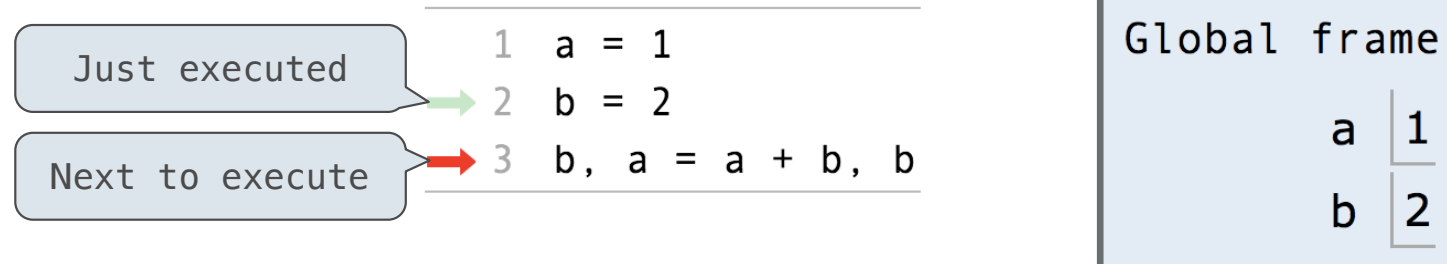 Just executed
Next to execute
1 a = 1
2 b = 2
3 b, a = a + b, b
Global frame
a 1
b 2